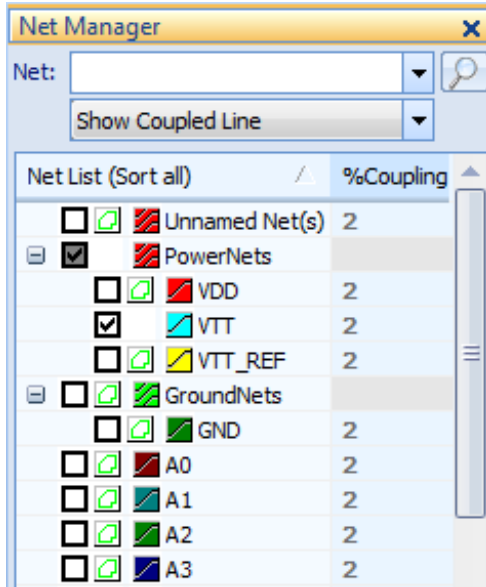 Net Manager
Net:
Show Coupled Line
Net List (Sort all) %Coupling
Unnamed Net(s) 2
PowerNets
VDD 2
VTT 2
VTT_REF 2
GroundNets
GND 2
A0 2
A1 2
A2 2
A3 2